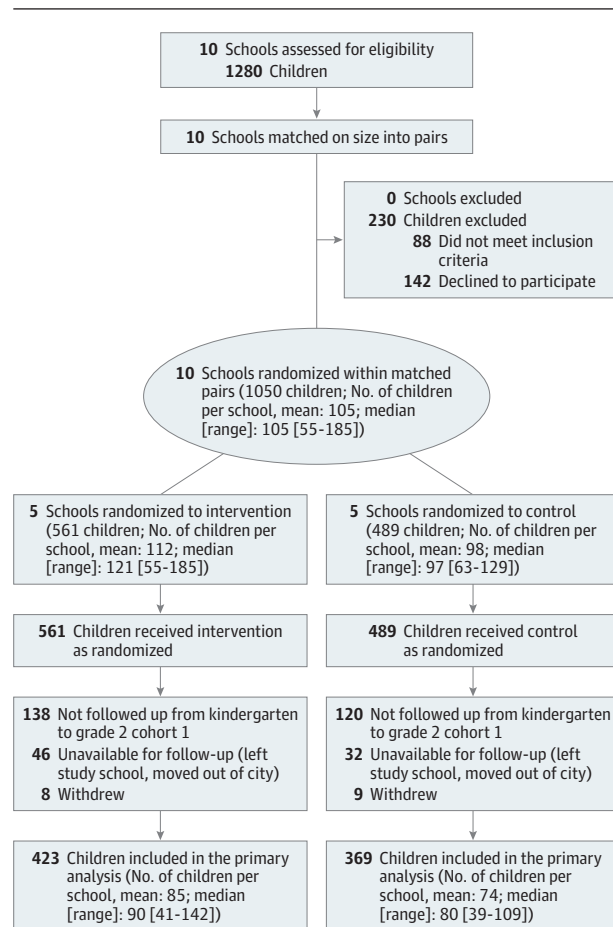 10 Schools assessed for eligibility
1280 Children
10 Schools matched on size into pairs
0 Schools excluded
230 Children excluded
88 Did not meet inclusion
criteria
142 Declined to participate
10 Schools randomized within matched
pairs (1050 children; No. of children
per school, mean: 105; median
[range]: 105 [55-185])
5 Schools randomized to intervention
(561 children; No. of children per
school, mean: 112; median
[range]: 121 [55-185])
5 Schools randomized to control
(489 children; No. of children per
school, mean: 98; median
[range]: 97 [63-129])
561 Children received intervention
as randomized
489 Children received control
as randomized
138 Not followed up from kindergarten
to grade 2 cohort 1
46 Unavailable for follow-up (left
study school, moved out of city)
8 Withdrew
120 Not followed up from kindergarten
to grade 2 cohort 1
32 Unavailable for follow-up (left
study school, moved out of city)
9 Withdrew
423 Children included in the primary
analysis (No. of children per
school, mean: 85; median
[range]: 90 [41-142])
369 Children included in the primary
analysis (No. of children per
school, mean: 74; median
[range]: 80 [39-109])